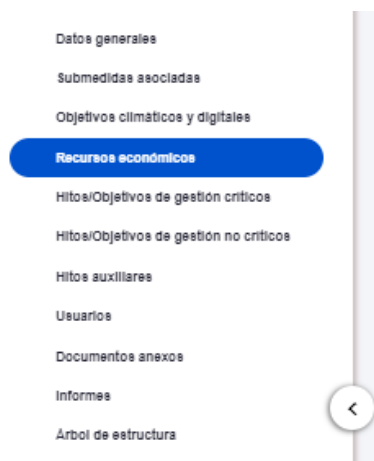 Datos generales
Submedidas asociadas
Objetivos climáticos y digitales
Recursos económicos
Hitos/Objetivos de gestión críticos
Hitos/Objetivos de gestión no críticos
Hitos auxiliares
Usuarios
Documentos anexos
Informes
Árbol de estructura